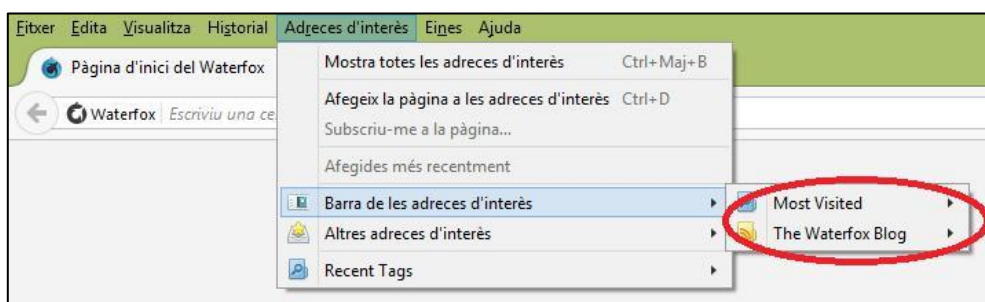 Fitxer Edita Visualitza Historial Adreces d'interès Eines Ajuda
Pàgina d'inici del Waterfox
Waterfox Escriviu una ce
Mostra totes les adreces d'interès Ctrl+Maj+B
Afegeix la pàgina a les adreces d'interès Ctrl+D
Subscriu-me a la pàgina...
Afegides més recentment
Barra de les adreces d'interès
Altres adreces d'interès
Recent Tags
Most Visited
The Waterfox Blog